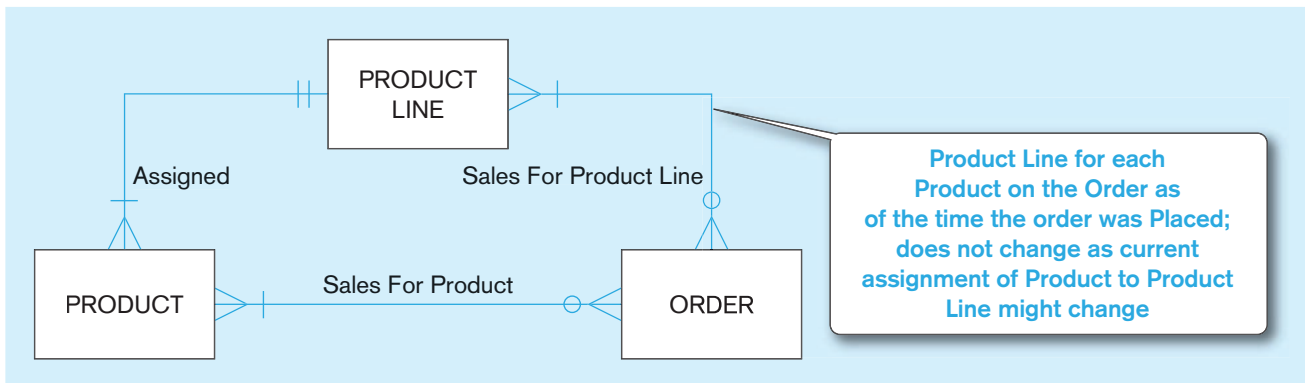 PRODUCT
LINE
Assigned
Sales For Product Line
Product Line for each
Product on the Order as
of the time the order was Placed;
does not change as current
assignment of Product to Product
Line might change
PRODUCT
Sales For Product
ORDER